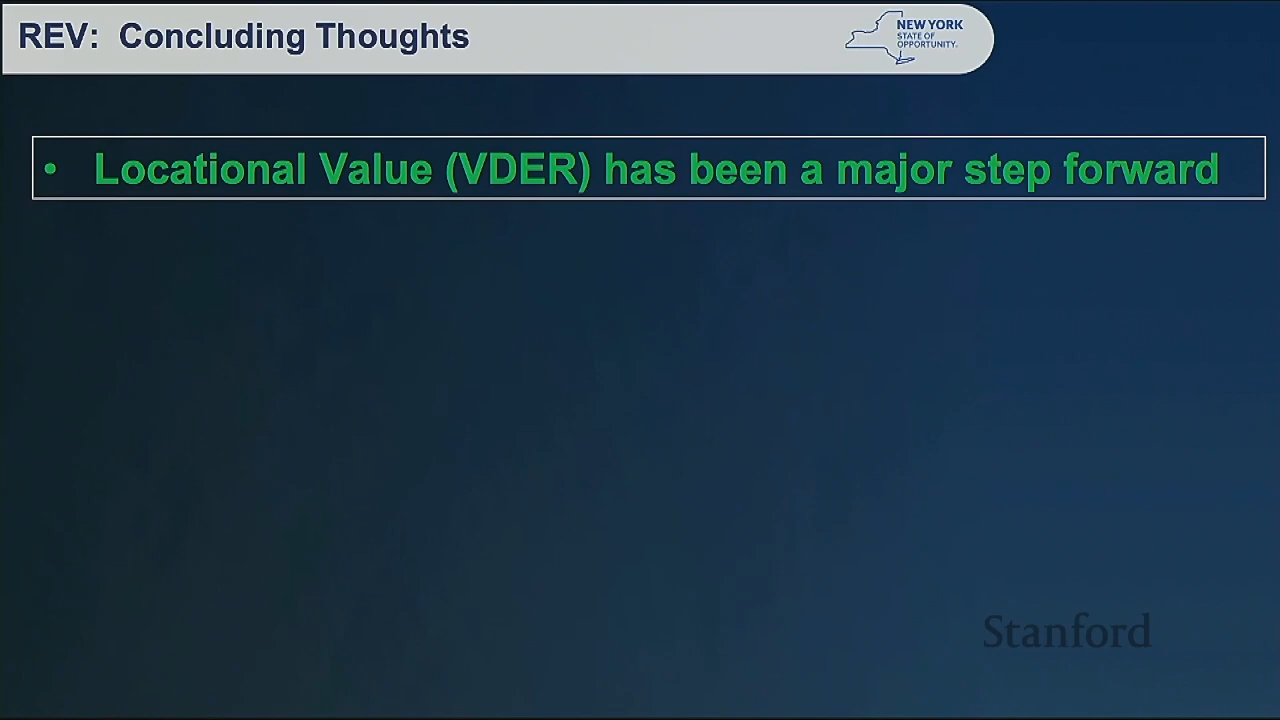 REV: Concluding Thoughts
NEW YORK
STATE OF
OPPORTUNITY.
• Locational Value (VDER) has been a major step forward
Stanford